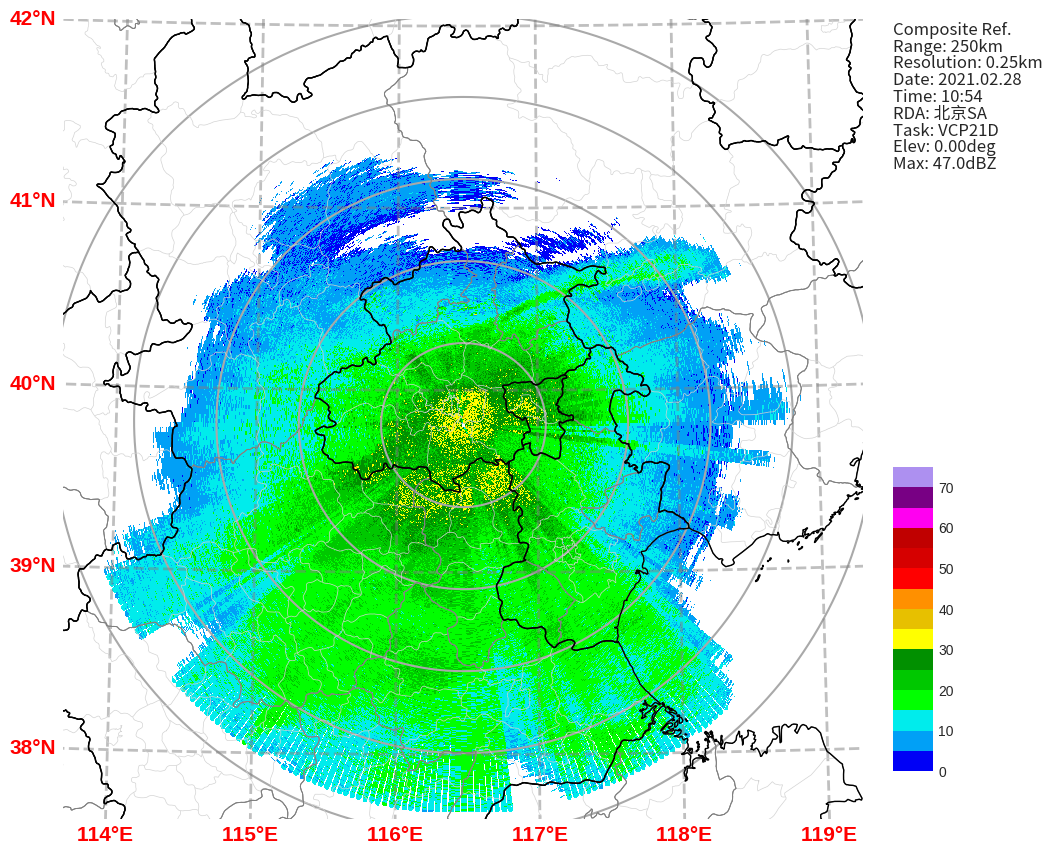 42°N
41°N
40°N
39°N
38°N
114°E 115°E 116°E 117°E 118°E 119°E
Composite Ref.
Range: 250km
Resolution: 0.25km
Date: 2021.02.28
Time: 10:54
RDA: 北京SA
Task: VCP21D
Elev: 0.00deg
Max: 47.0dBZ
70
60
50
40
30
20
10
0